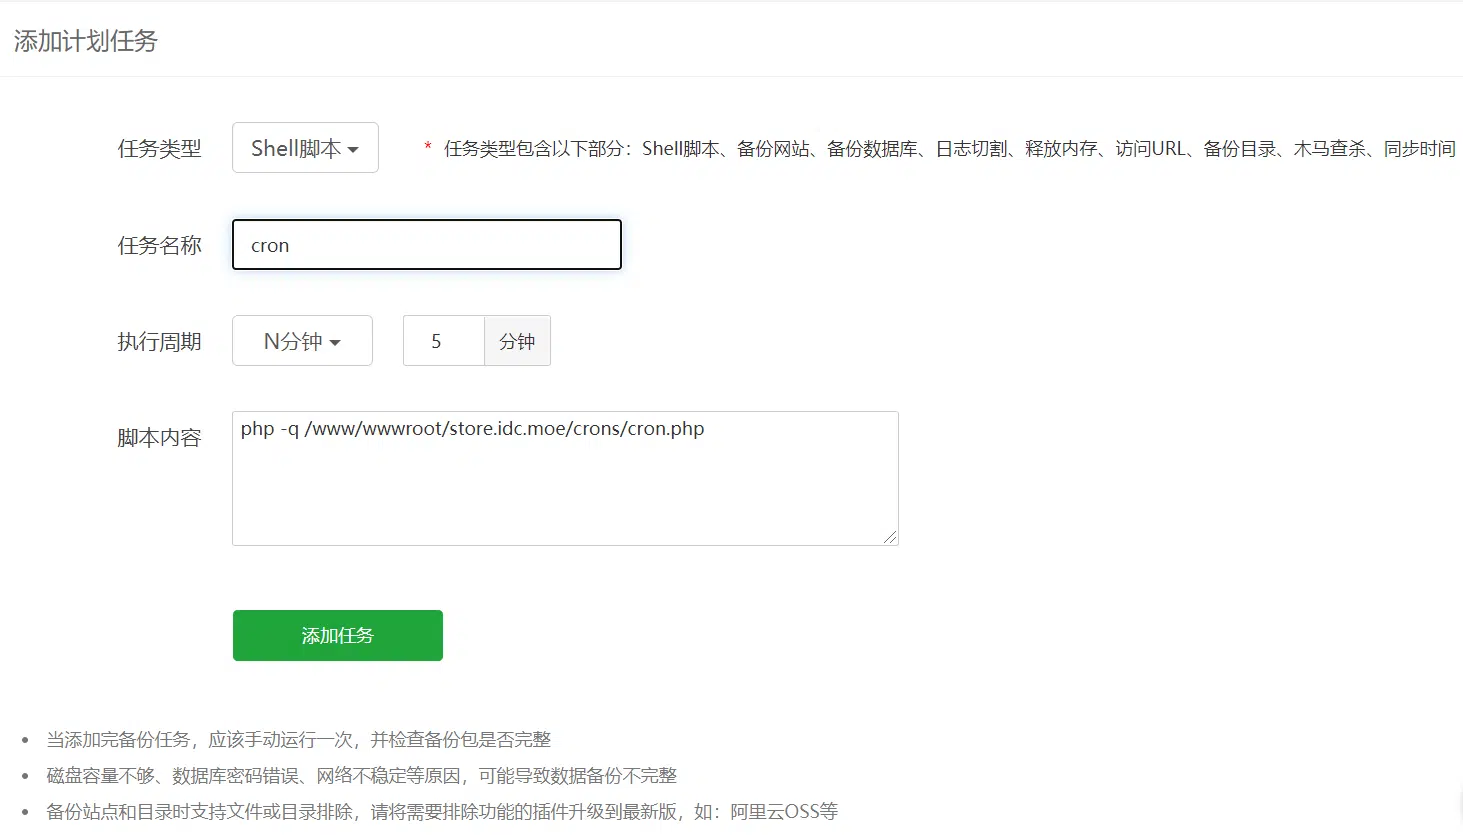 添加计划任务
任务类型 Shell脚本 * 任务类型包含以下部分：Shell脚本、备份网站、备份数据库、日志切割、释放内存、访问URL、备份目录、木马查杀、同步时间
任务名称 cron
执行周期 N分钟 5 分钟
脚本内容 php -q /www/wwwroot/store.idc.moe/crons/cron.php
添加任务
• 当添加完备份任务，应该手动运行一次，并检查备份包是否完整
• 磁盘容量不够、数据库密码错误、网络不稳定等原因，可能导致数据备份不完整
• 备份站点和目录时支持文件或目录排除，请将需要排除功能的插件升级到最新版，如：阿里云OSS等